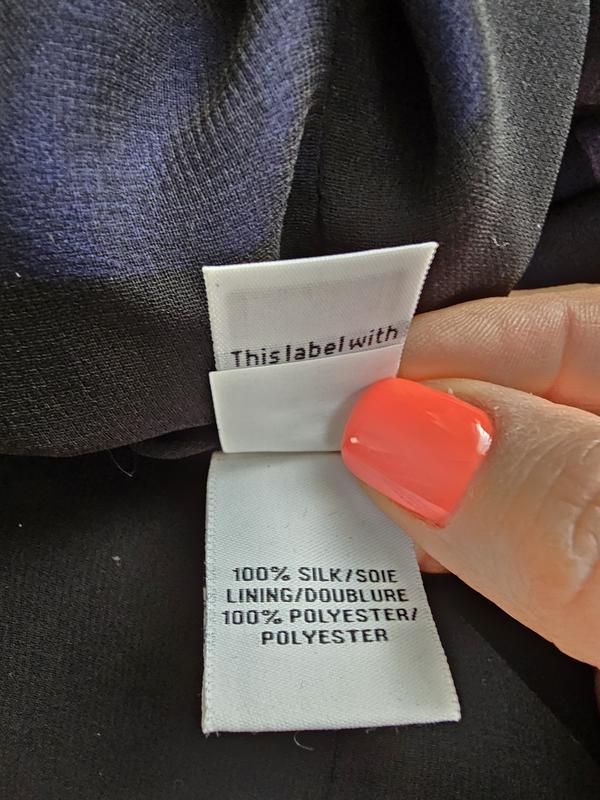 This label with
100% SILK/SOIE
LINING/DOUBLURE
100% POLYESTER/
POLYESTER